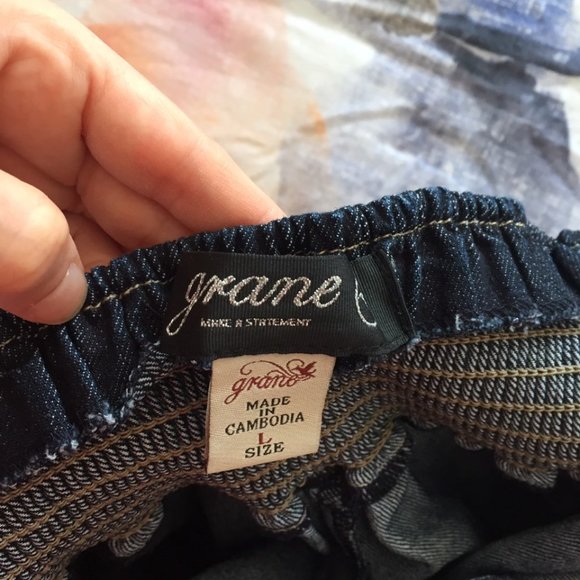 grane
MAKE A STATEMENT
grane
MADE
IN
CAMBODIA
L
SIZE